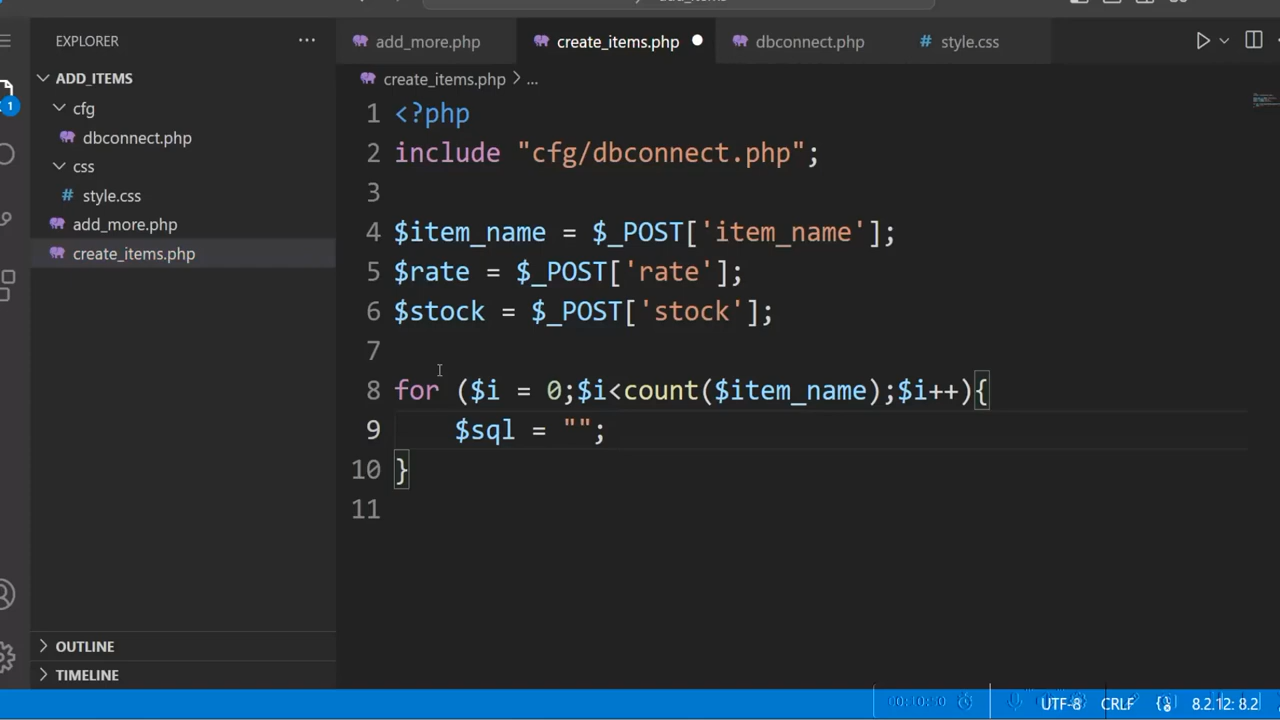 EXPLORER
ADD_ITEMS
cfg
dbconnect.php
css
style.css
add_more.php
create_items.php
OUTLINE
TIMELINE
1
add_more.php
create_items.php
dbconnect.php
style.css
create_items.php > ...
1 <?php
2 include "cfg/dbconnect.php";
3
4 $item_name = $_POST['item_name'];
5 $rate = $_POST['rate'];
6 $stock = $_POST['stock'];
7
8 for ($i = 0;$i<count($item_name);$i++){
9 $sql = "";
10 }
11
UTF-8 CRLF 8.2.12: 8.2